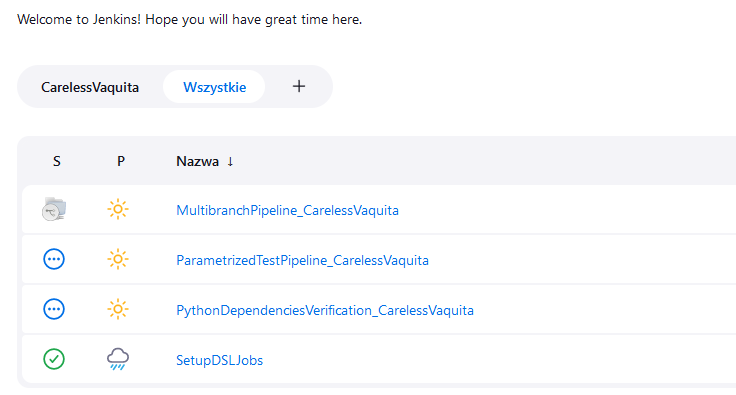 Welcome to Jenkins! Hope you will have great time here.
CarelessVaquita Wszystkie +
S P Nazwa ↓
MultibranchPipeline_CarelessVaquita
ParametrizedTestPipeline_CarelessVaquita
PythonDependenciesVerification_CarelessVaquita
SetupDSLJobs